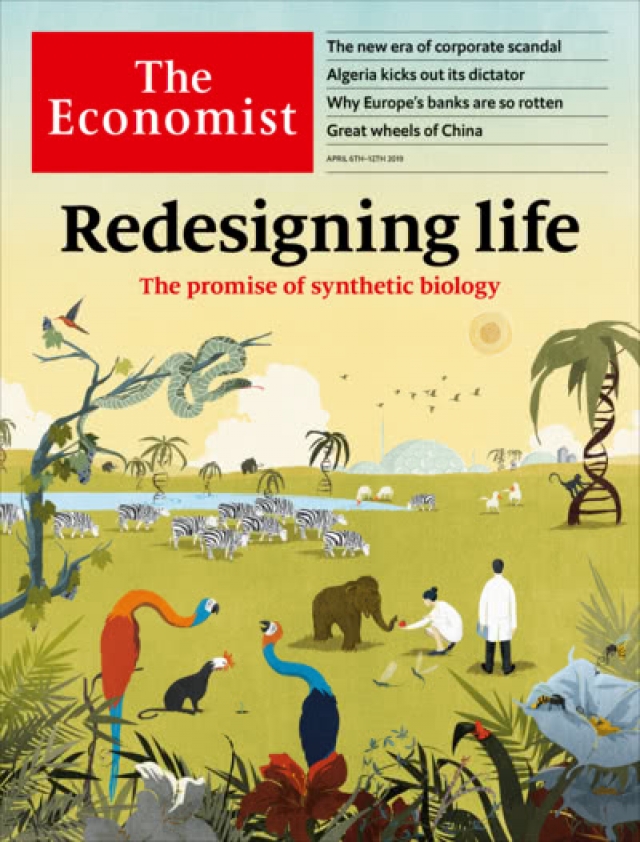 The
Economist
The new era of corporate scandal
Algeria kicks out its dictator
Why Europe's banks are so rotten
Great wheels of China
APRIL 6TH–12TH 2019
Redesigning life
The promise of synthetic biology